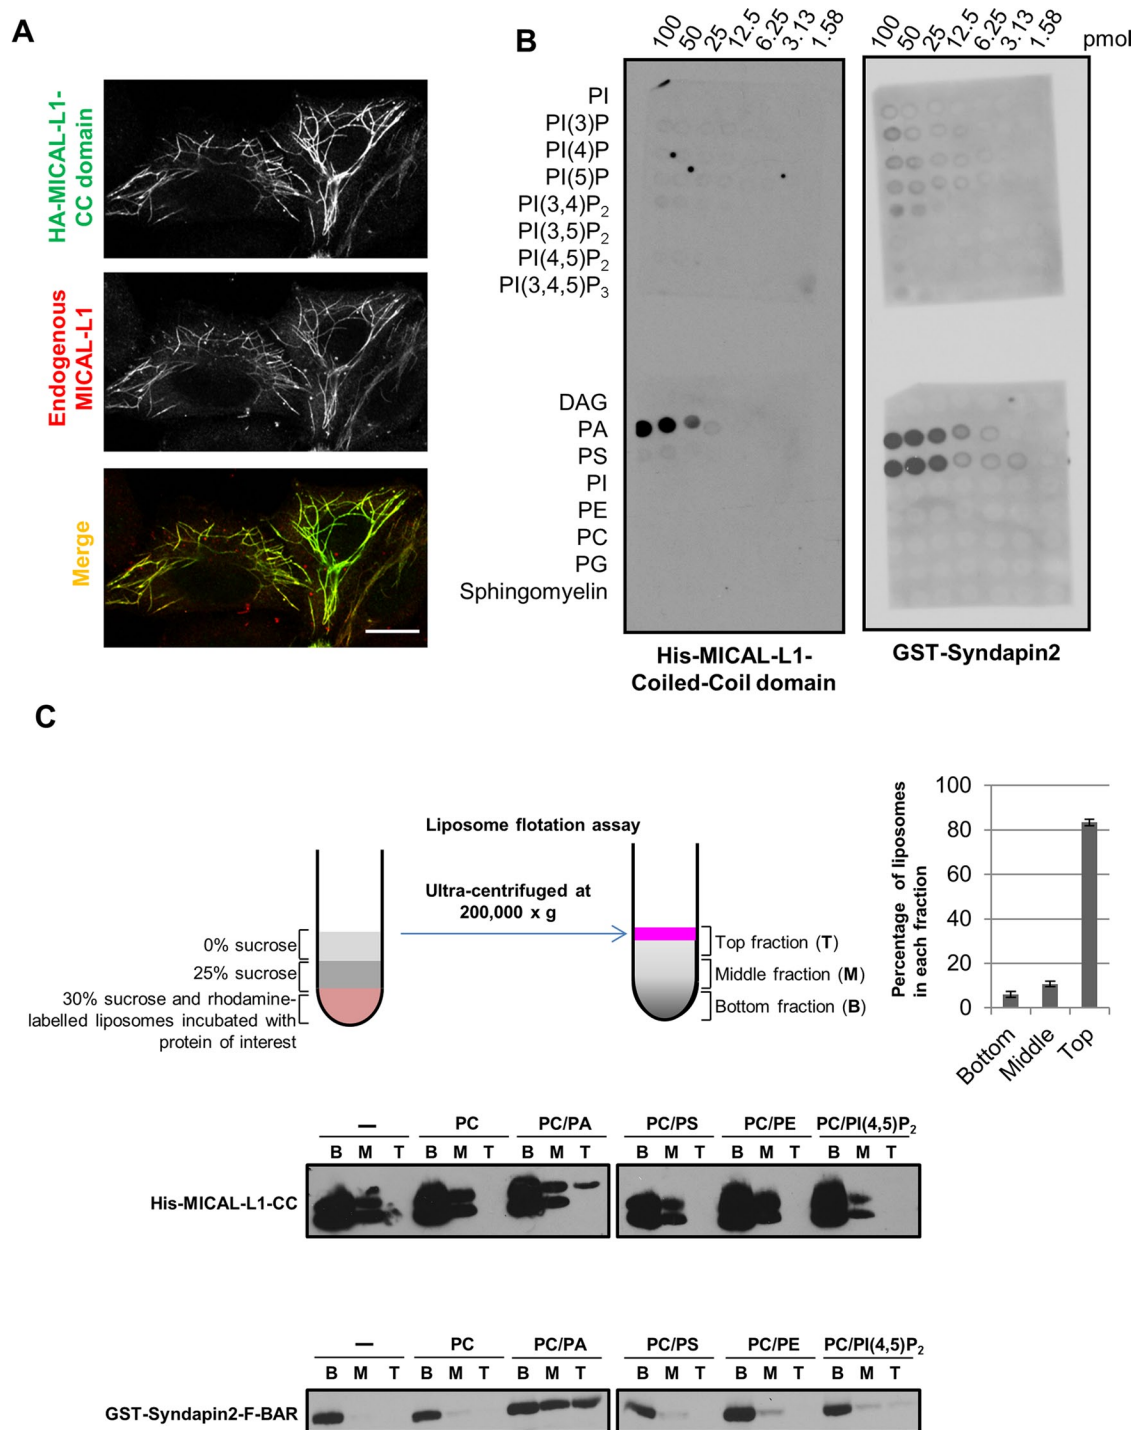 A
HA-MICAL-L1-
CC domain
Endogenous
MICAL-L1
Merge
B
100 50 25 12.5 6.25 3.13 1.58
100 50 25 12.5 6.25 3.13 1.58 pmol
PI
PI(3)P
PI(4)P
PI(5)P
PI(3,4)P2
PI(3,5)P2
PI(4,5)P2
PI(3,4,5)P3
DAG
PA
PS
PI
PE
PC
PG
Sphingomyelin
His-MICAL-L1-
Coiled-Coil domain
GST-Syndapin2
C
Liposome flotation assay
Ultra-centrifuged at
200,000 x g
0% sucrose
25% sucrose
30% sucrose and rhodamine-
labelled liposomes incubated with
protein of interest
Top fraction (T)
Middle fraction (M)
Bottom fraction (B)
Percentage of liposomes
in each fraction
100
80
60
40
20
0
Bottom
Middle
Top
– PC PC/PA PC/PS PC/PE PC/PI(4,5)P2
B M T B M T B M T B M T B M T B M T
His-MICAL-L1-CC
– PC PC/PA PC/PS PC/PE PC/PI(4,5)P2
B M T B M T B M T B M T B M T B M T
GST-Syndapin2-F-BAR